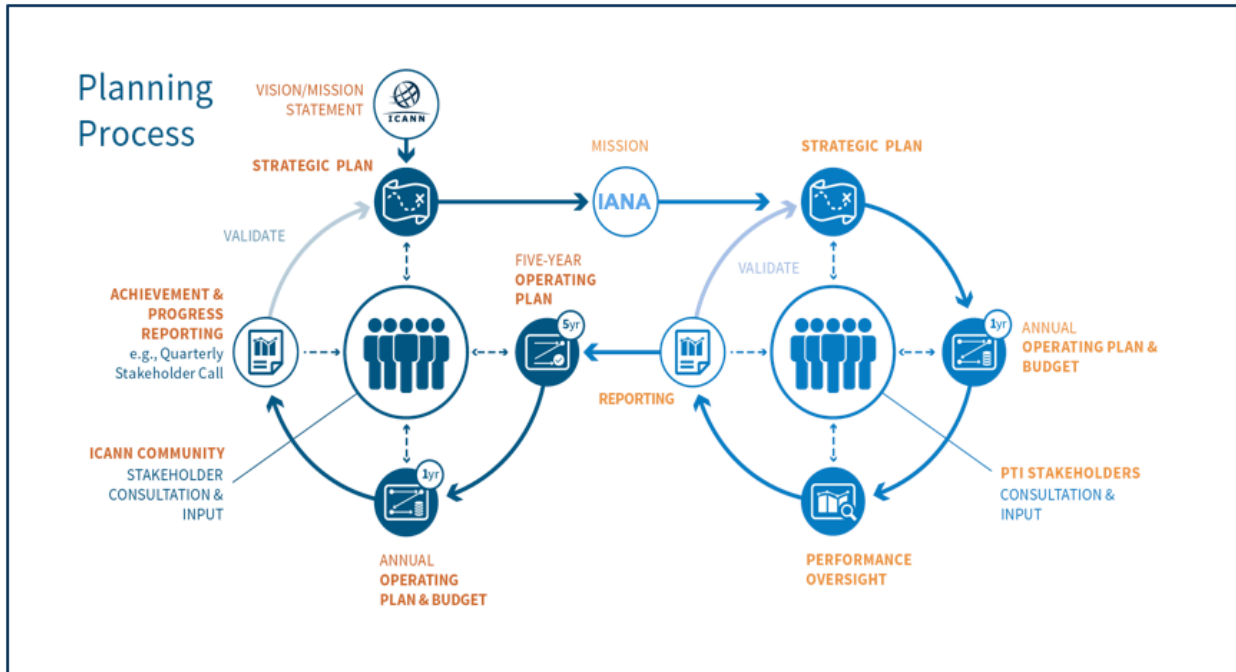 Planning
Process
VISION/MISSION
STATEMENT
ICANN
STRATEGIC PLAN
VALIDATE
ACHIEVEMENT &
PROGRESS
REPORTING
e.g., Quarterly
Stakeholder Call
ICANN COMMUNITY
STAKEHOLDER
CONSULTATION &
INPUT
1yr
ANNUAL
OPERATING
PLAN & BUDGET
FIVE-YEAR
OPERATING
PLAN
5yr
MISSION
IANA
STRATEGIC PLAN
VALIDATE
REPORTING
1yr
ANNUAL
OPERATING PLAN &
BUDGET
PTI STAKEHOLDERS
CONSULTATION &
INPUT
PERFORMANCE
OVERSIGHT